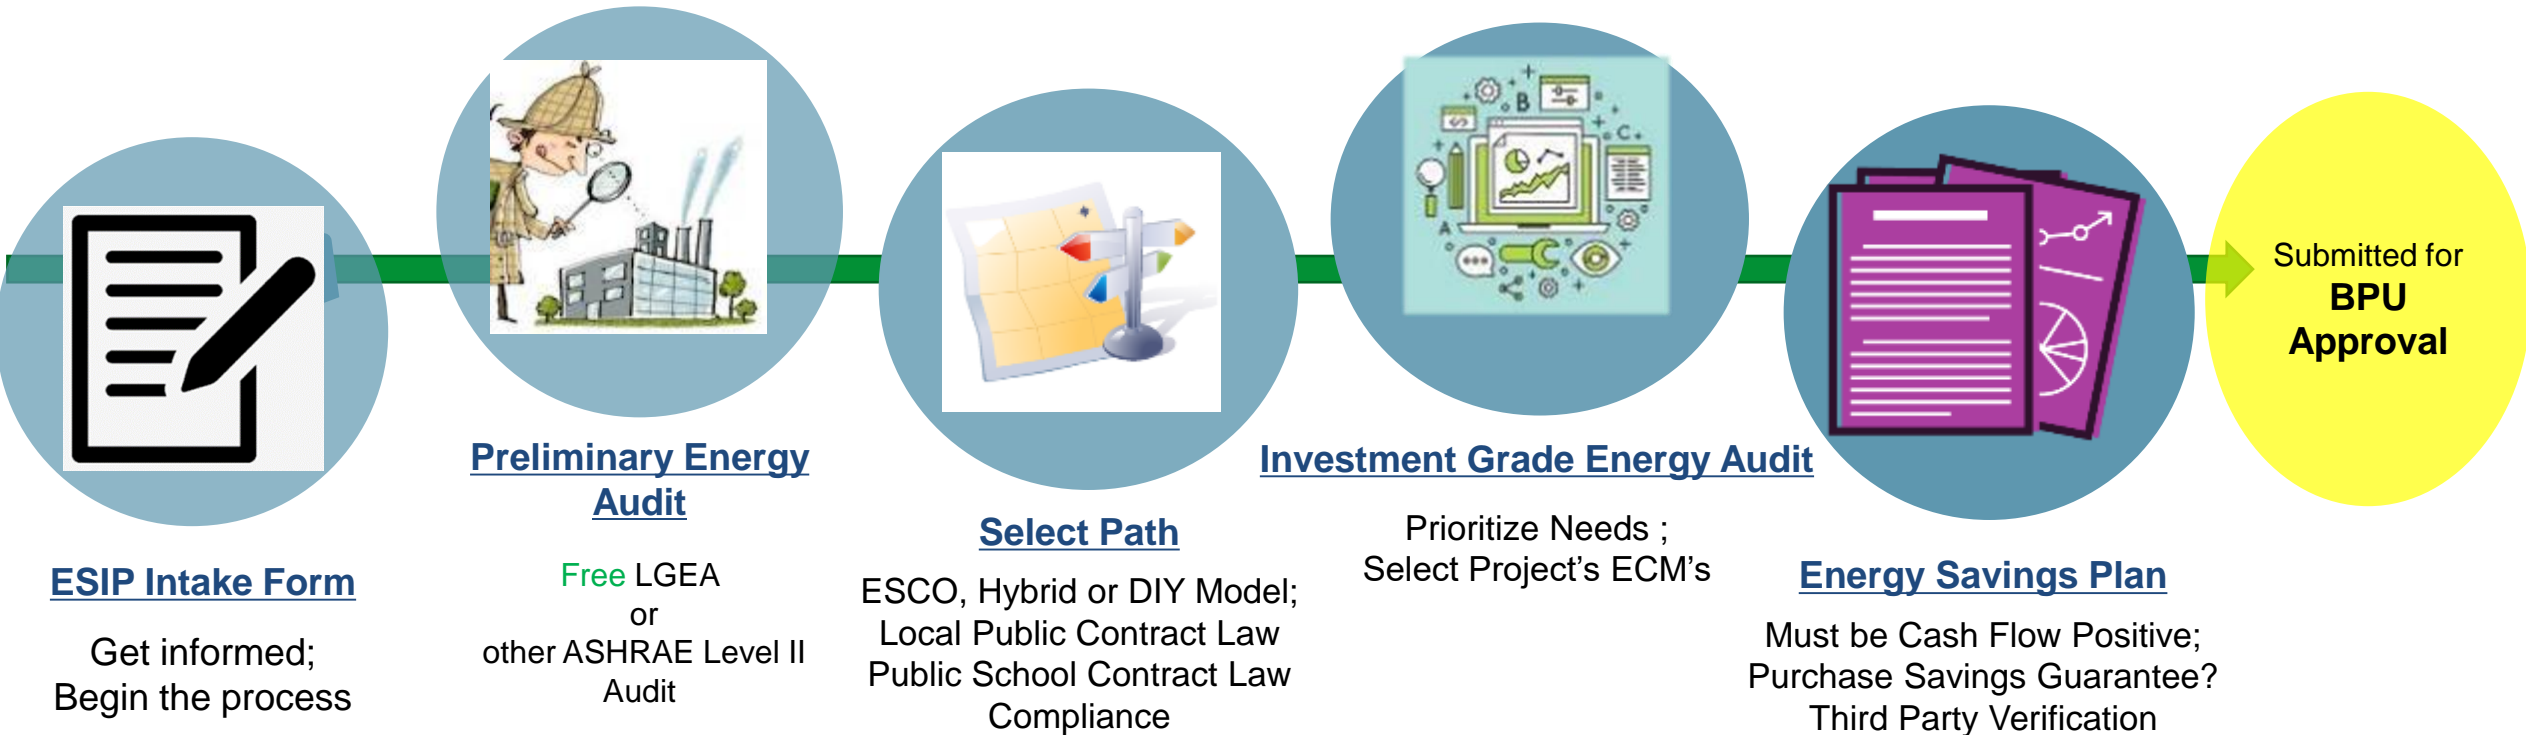 ESIP Intake Form
Get informed;
Begin the process
Preliminary Energy
Audit
Free LGEA
or
other ASHRAE Level II
Audit
Select Path
ESCO, Hybrid or DIY Model;
Local Public Contract Law
Public School Contract Law
Compliance
B
C
A
Investment Grade Energy Audit
Prioritize Needs ;
Select Project's ECM's
Energy Savings Plan
Must be Cash Flow Positive;
Purchase Savings Guarantee?
Third Party Verification
Submitted for
BPU
Approval